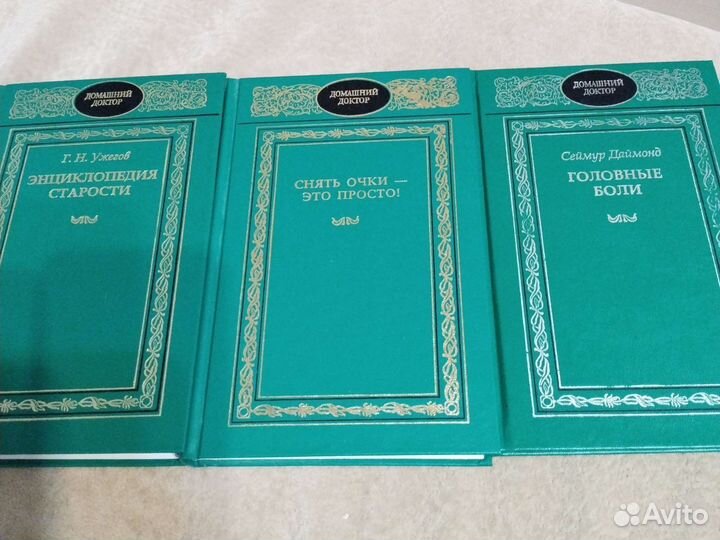 ДОМАШНИЙ
ДОКТОР
Г. Н. Ужегов
ЭНЦИКЛОПЕДИЯ
СТАРОСТИ
ДОМАШНИЙ
ДОКТОР
СНЯТЬ ОЧКИ —
ЭТО ПРОСТО!
ДОМАШНИЙ
ДОКТОР
Сеймур Даймонд
ГОЛОВНЫЕ
БОЛИ
Avito